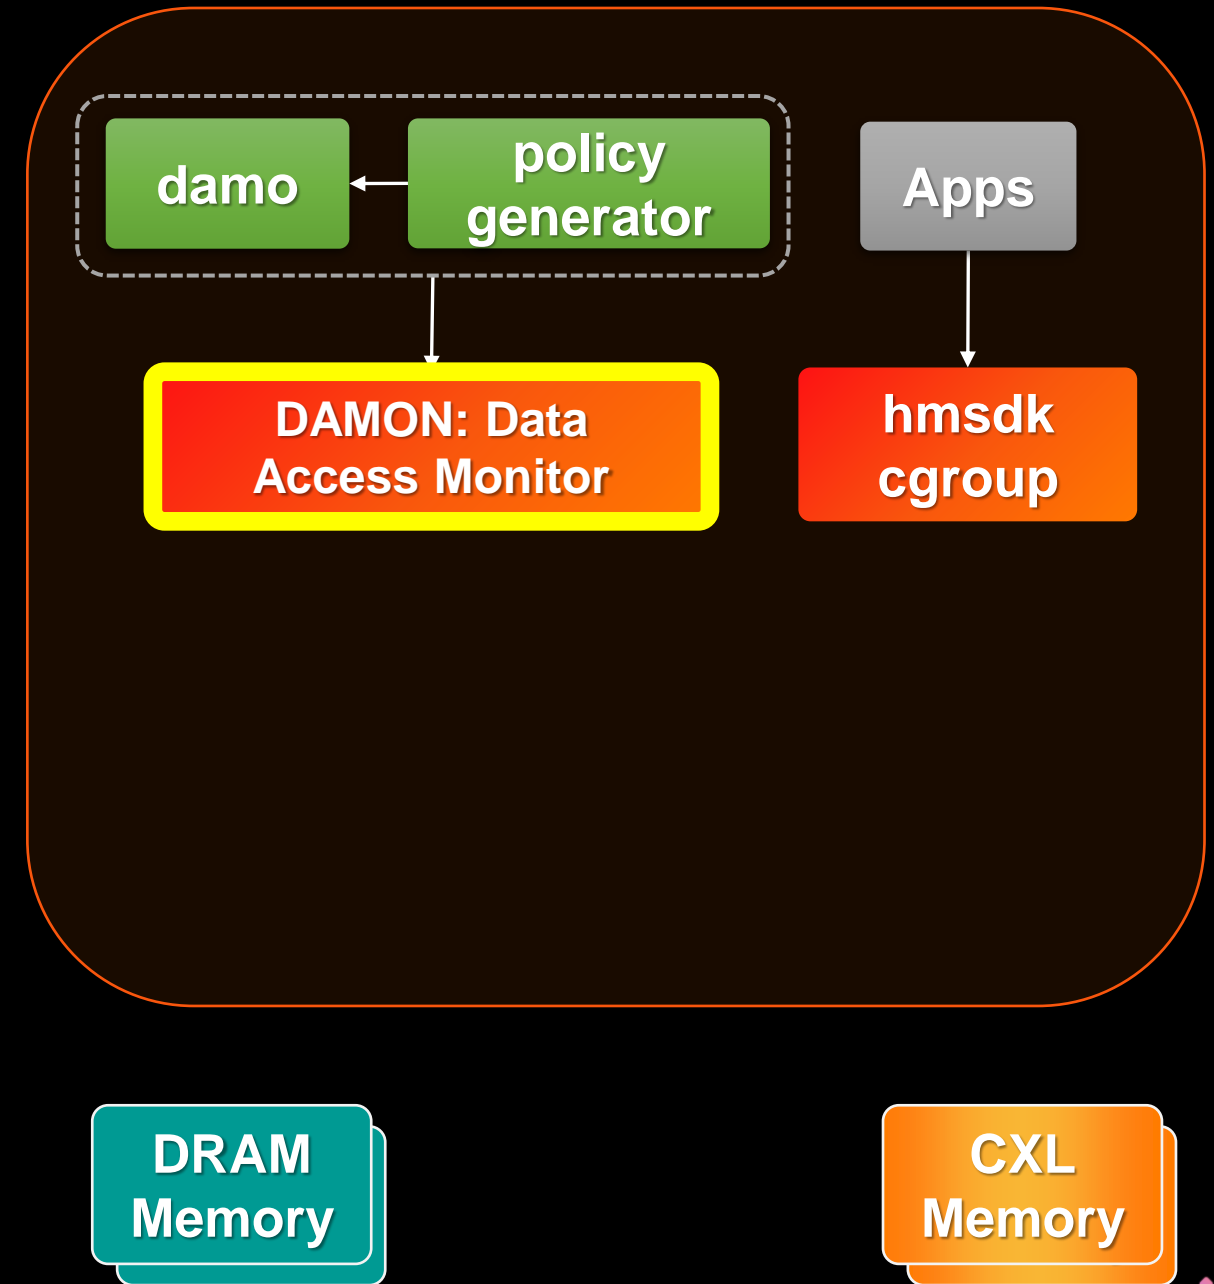 damo
policy
generator
Apps
DAMON: Data
Access Monitor
hmsdk
cgroup
DRAM
Memory
CXL
Memory